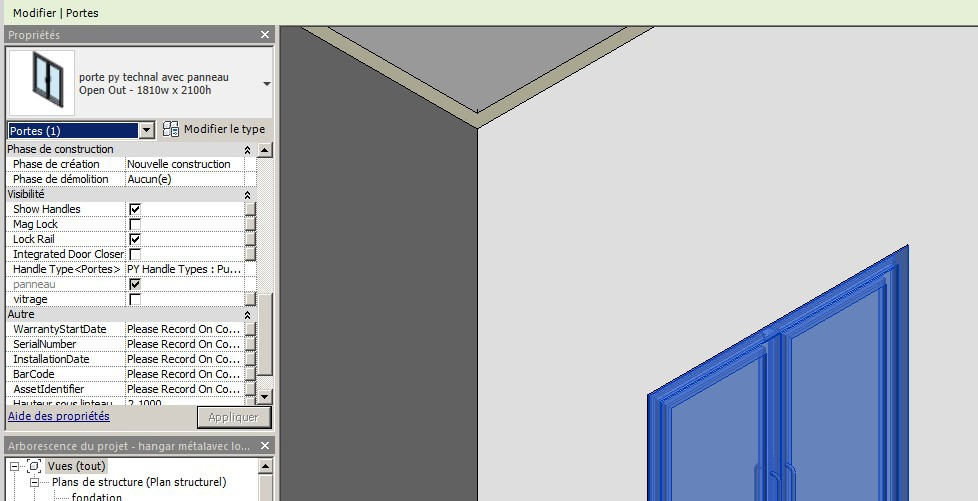 Modifier | Portes
Propriétés
porte py technal avec panneau
Open Out - 1810w x 2100h
Portes (1)
Modifier le type
Phase de construction
Phase de création Nouvelle construction
Phase de démolition Aucun(e)
Visibilité
Show Handles
Mag Lock
Lock Rail
Integrated Door Closer
Handle Type<Portes> PY Handle Types : Pu...
panneau
vitrage
Autre
WarrantyStartDate Please Record On Co...
SerialNumber Please Record On Co...
InstallationDate Please Record On Co...
BarCode Please Record On Co...
AssetIdentifier Please Record On Co...
Hauteur sous linteau 2.1000
Aide des propriétés
Appliquer
Arborescence du projet - hangar métalavec lo...
Vues (tout)
Plans de structure (Plan structurel)
fondation